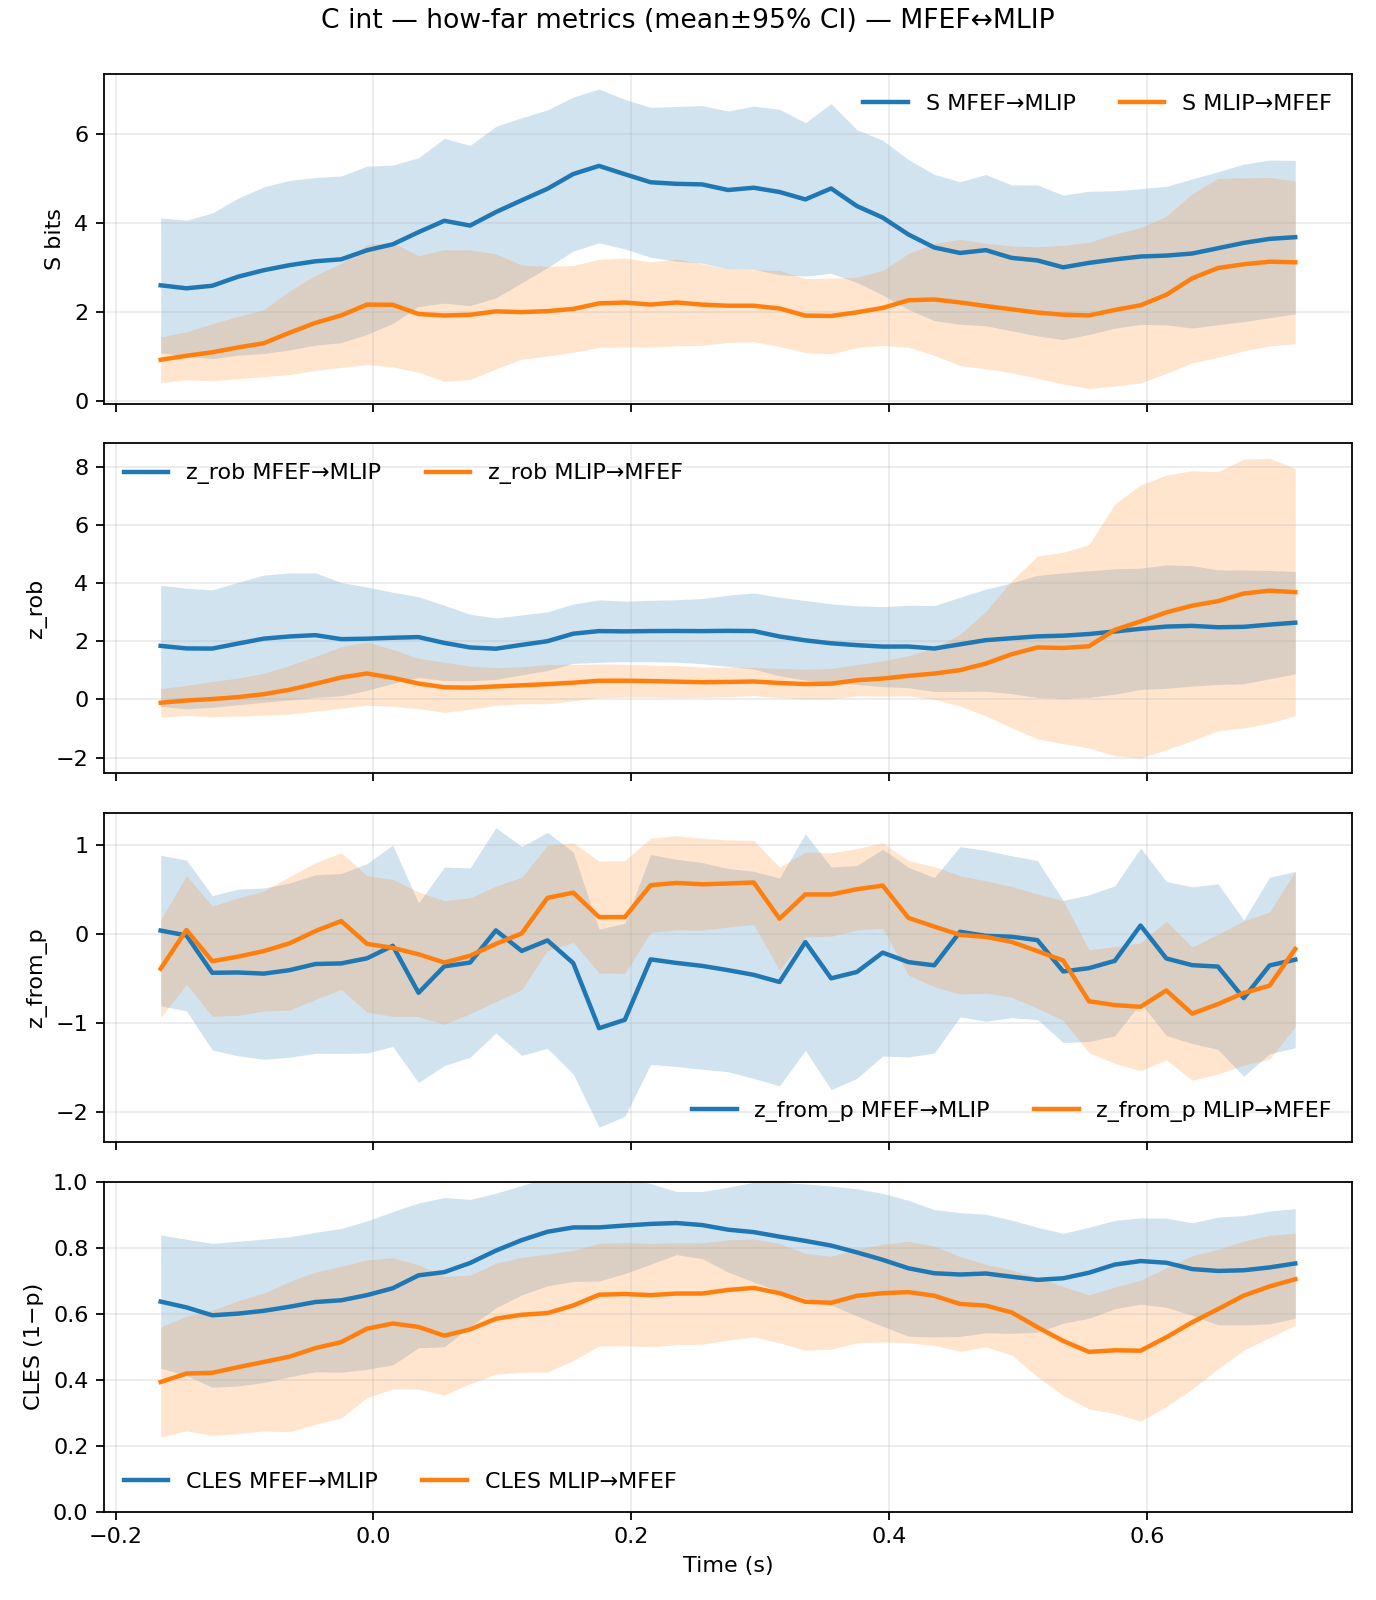 C int — how-far metrics (mean±95% CI) — MFEF↔MLIP
S MFEF→MLIP S MLIP→MFEF
6
4
2
0
S bits
z_rob MFEF→MLIP z_rob MLIP→MFEF
8
6
4
2
0
−2
z_rob
1
0
−1
−2
z_from_p
z_from_p MFEF→MLIP z_from_p MLIP→MFEF
1.0
0.8
0.6
0.4
0.2
0.0
CLES (1−p)
CLES MFEF→MLIP CLES MLIP→MFEF
−0.2 0.0 0.2 0.4 0.6
Time (s)